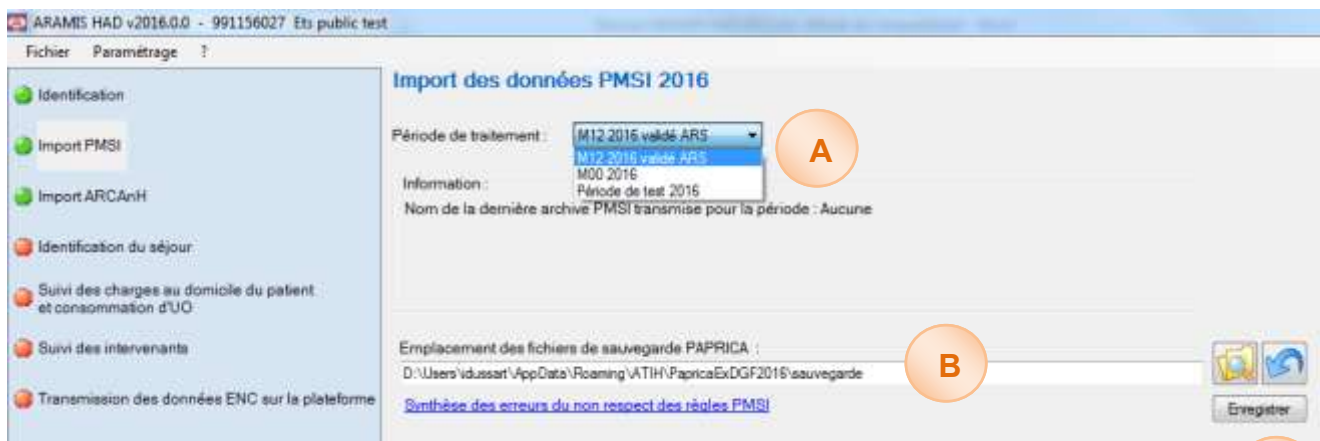 ARAMIS HAD v2016.0.0 - 991156027 Ets public test
Fichier Paramétrage ?
Identification
Import PMSI
Import ARCAnH
Identification du séjour
Suivi des charges au domicile du patient
et consommation d'UO
Suivi des intervenants
Transmission des données ENC sur la plateforme
Import des données PMSI 2016
Période de traitement : M12 2016 validé ARS
M12 2016 validé ARS
M00 2016
Période de test 2016
A
Information :
Nom de la dernière archive PMSI transmise pour la période : Aucune
Emplacement des fichiers de sauvegarde PAPRICA :
D:\Users\idussart\AppData\Roaming\ATIH\PapricaExDGF2016\sauvegarde
B
Synthèse des erreurs du non respect des règles PMSI
Enregistrer